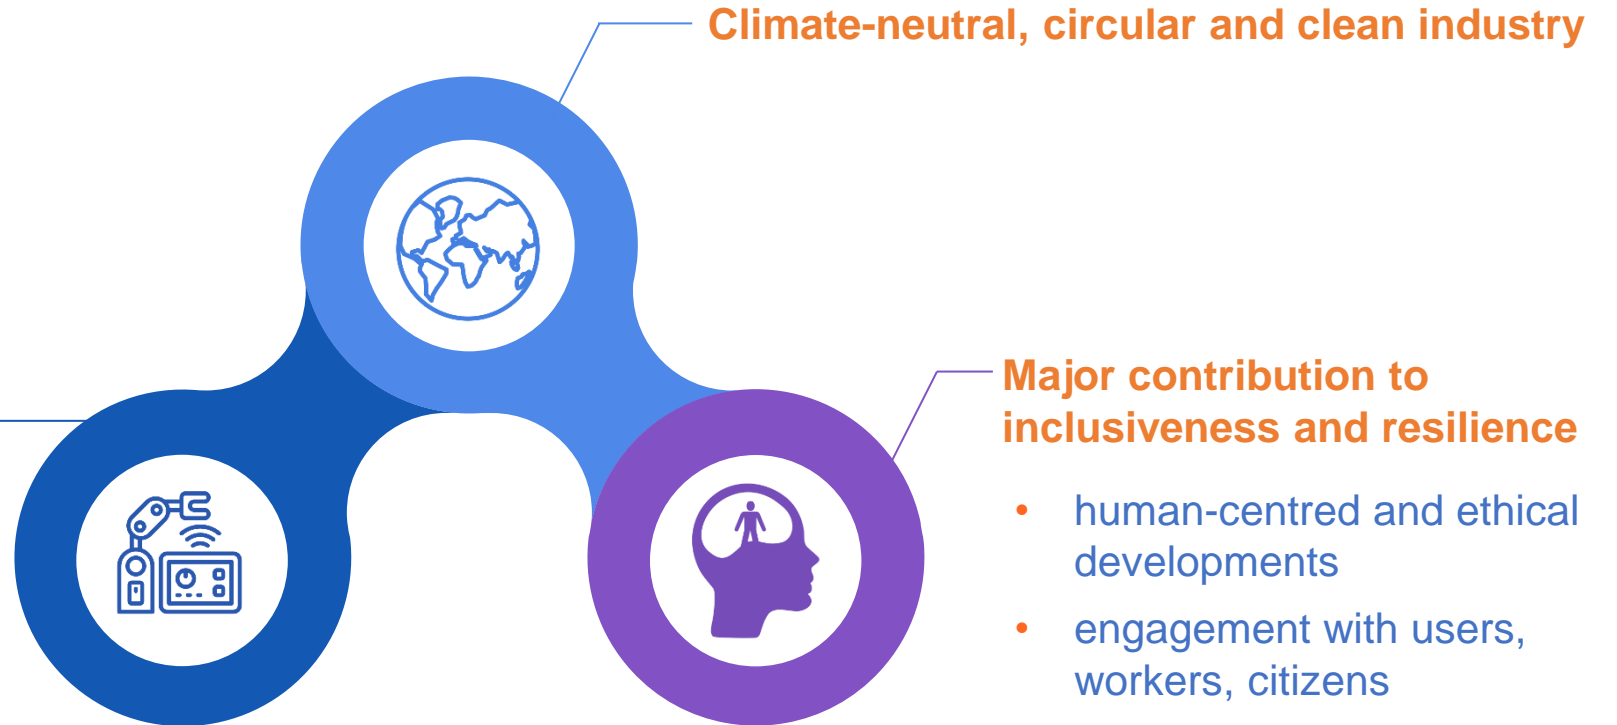 Climate-neutral, circular and clean industry
Major contribution to
inclusiveness and resilience
• human-centred and ethical
developments
• engagement with users,
workers, citizens